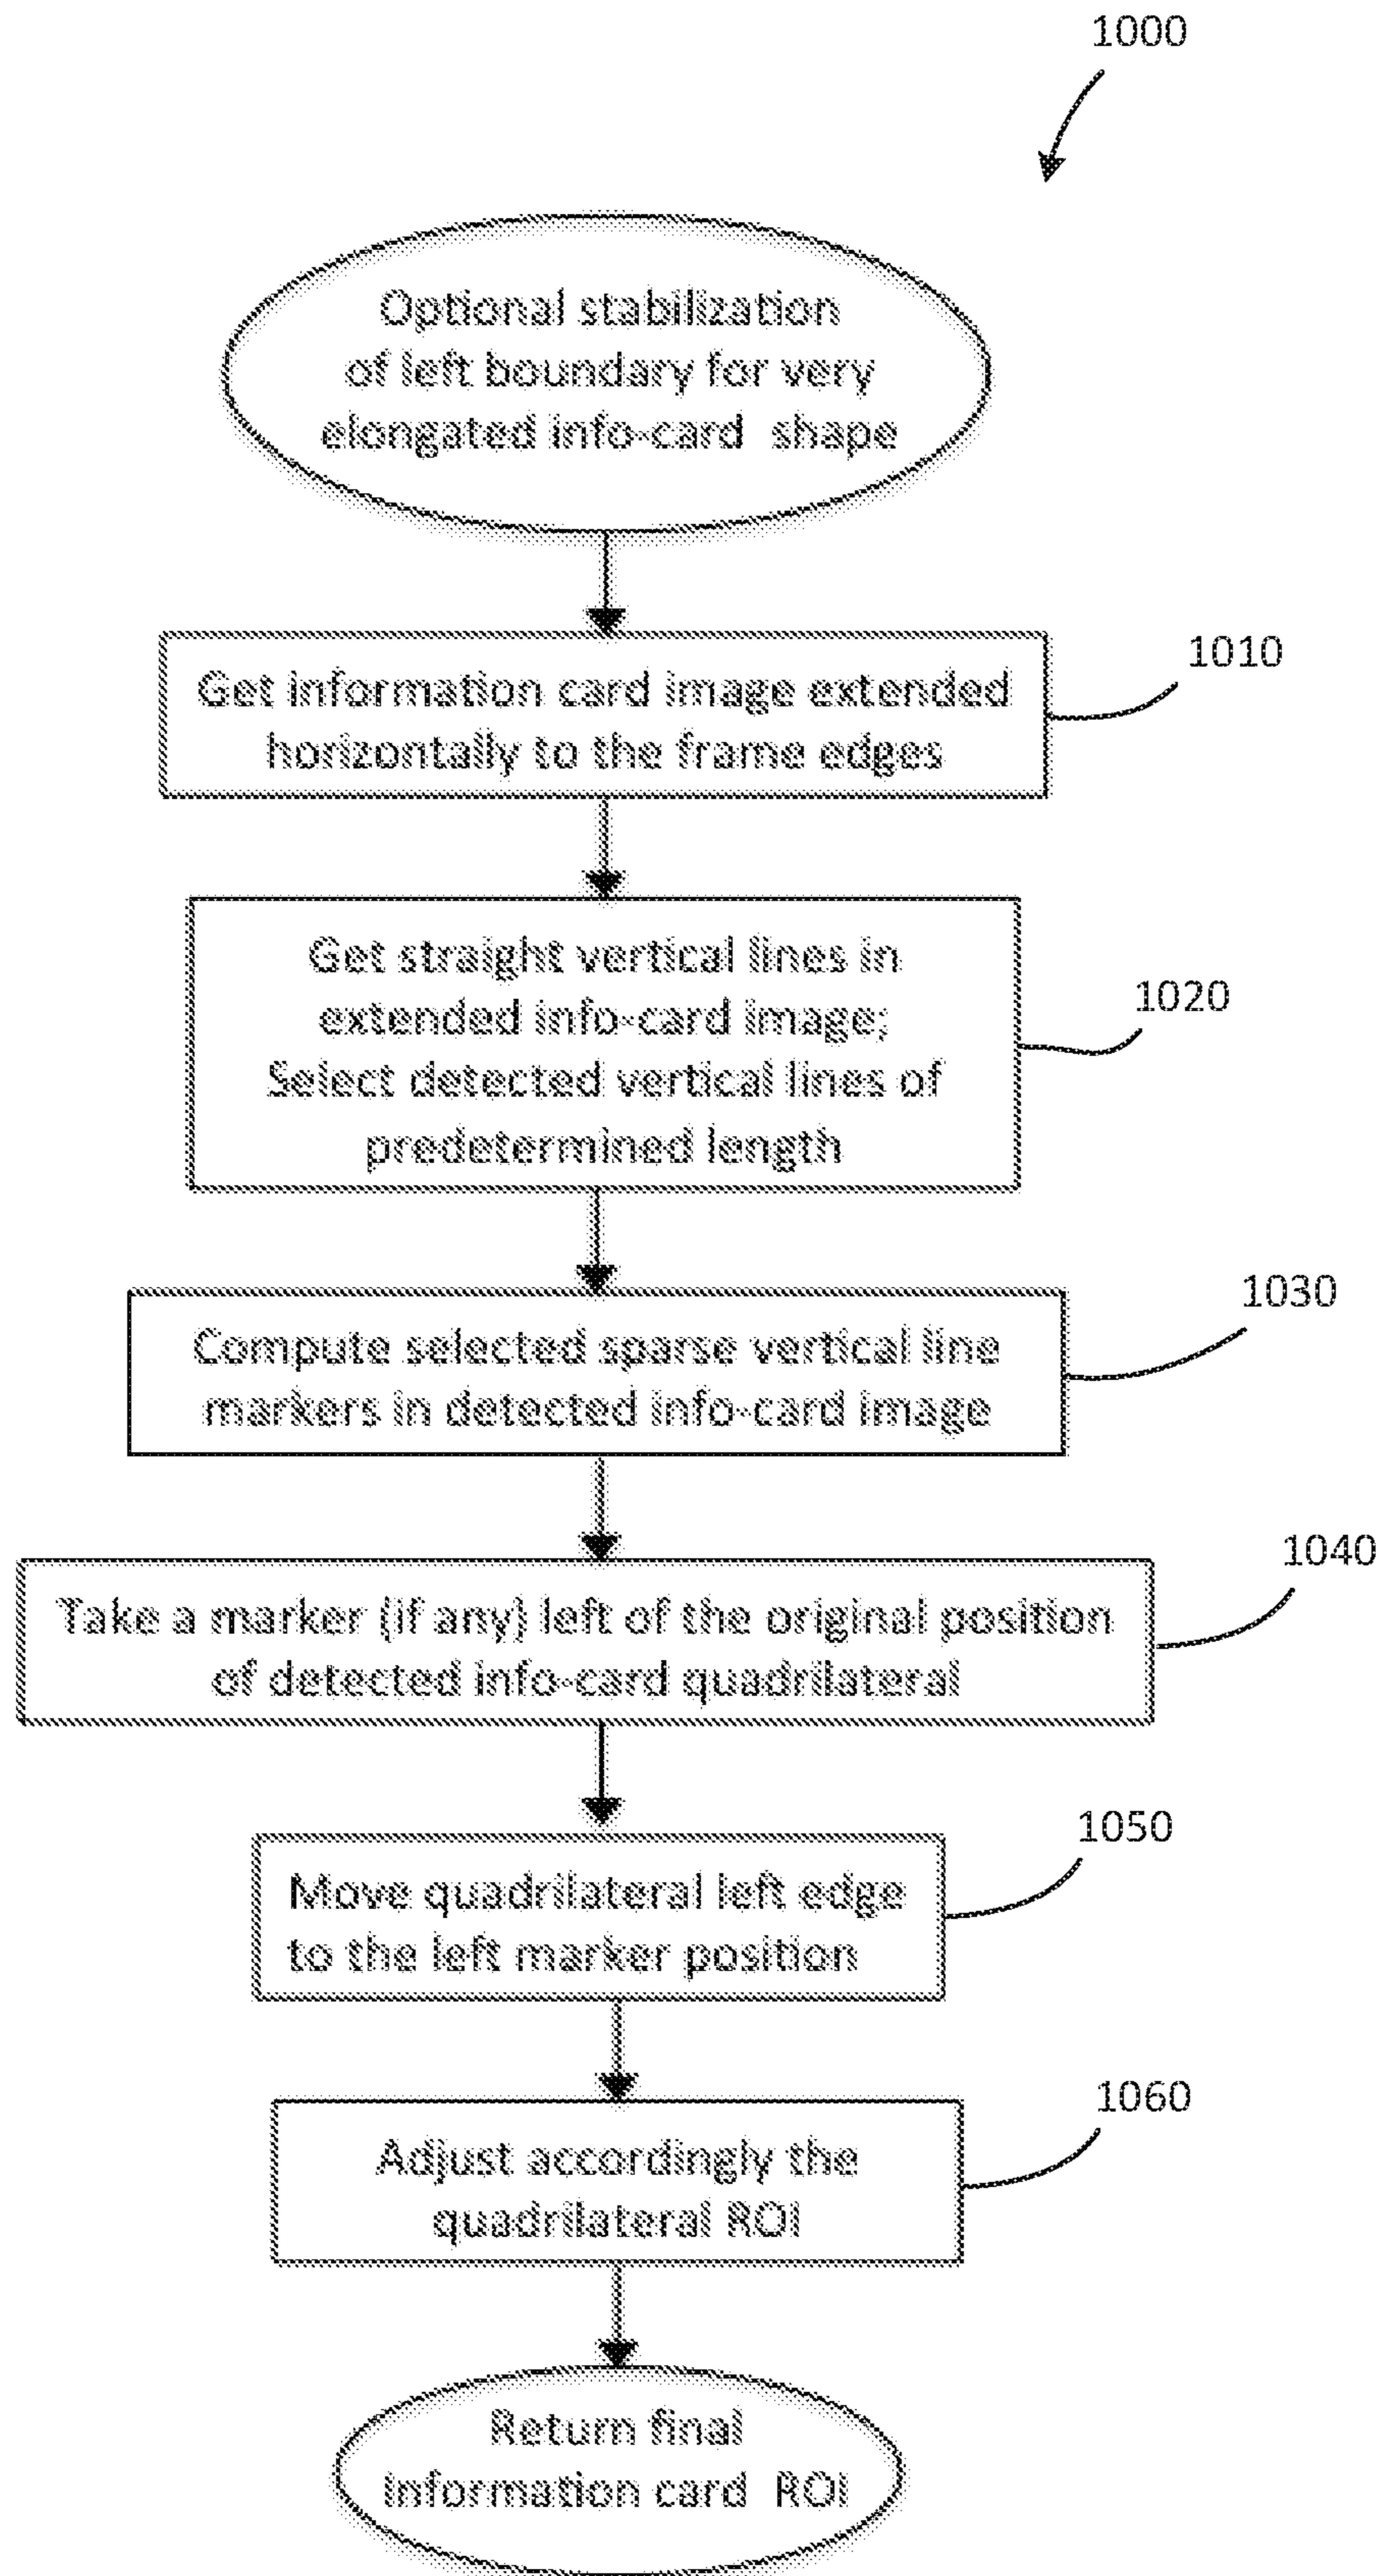 1000
Optional stabilization
of left boundary for very
elongated info-card shape
1010
Get information card image extended
horizontally to the frame edges
1020
Get straight vertical lines in
extended info-card image;
Select detected vertical lines of
predetermined length
1030
Compute selected sparse vertical line
markers in detected info-card image
1040
Take a marker (if any) left of the original position
of detected info-card quadrilateral
1050
Move quadrilateral left edge
to the left marker position
1060
Adjust accordingly the
quadrilateral ROI
Return final
information card ROI